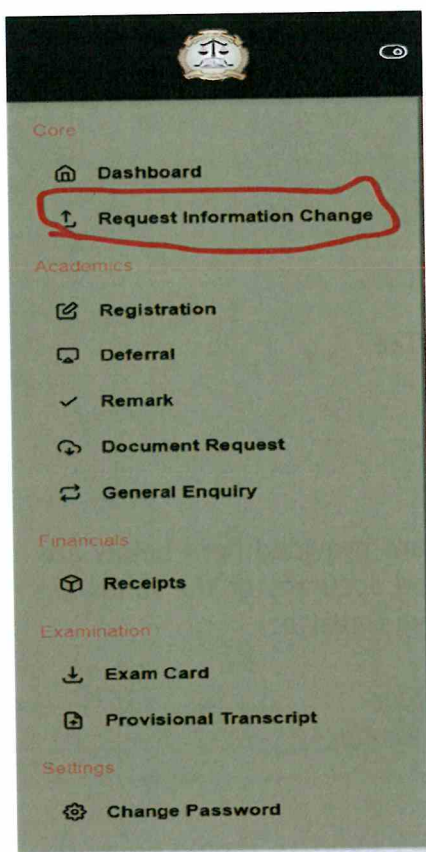 Core
Dashboard
Request Information Change
Academics
Registration
Deferral
Remark
Document Request
General Enquiry
Financials
Receipts
Examination
Exam Card
Provisional Transcript
Settings
Change Password